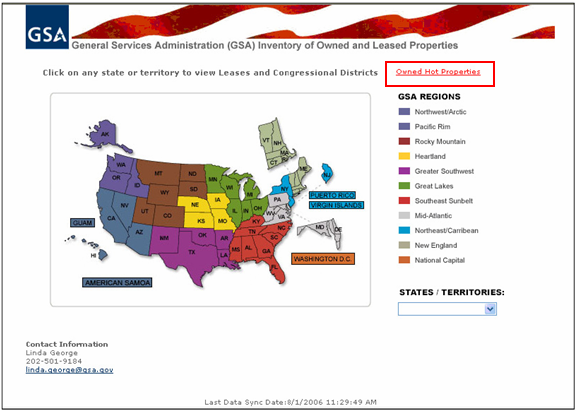 GSA
General Services Administration (GSA) Inventory of Owned and Leased Properties
Click on any state or territory to view Leases and Congressional Districts
Owned Hot Properties
GSA REGIONS
Northwest/Arctic
Pacific Rim
Rocky Mountain
Heartland
Greater Southwest
Great Lakes
Southeast Sunbelt
Mid-Atlantic
Northeast/Carribean
New England
National Capital
AK
WA
OR
ID
MT
ND
SD
WY
MN
WI
MI
VT
NH
MA
CT
RI
ME
NY
NJ
PUERTO RICO
VIRGIN ISLANDS
CA
NV
UT
CO
NE
IA
KS
MO
IL
IN
OH
PA
WV
VA
KY
MD
DE
GUAM
AZ
NM
OK
AR
TX
LA
MS
AL
GA
TN
NC
SC
FL
HI
AMERICAN SAMOA
WASHINGTON D.C.
STATES / TERRITORIES:
Contact Information
Linda George
202-501-9184
linda.george@gsa.gov
Last Data Sync Date:8/1/2006 11:29:49 AM